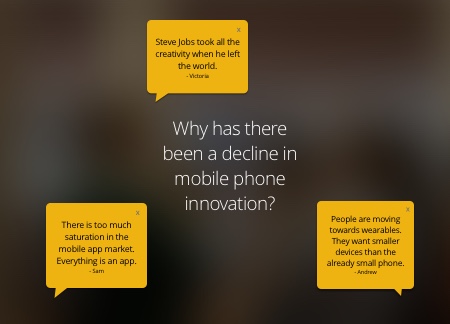 x
Steve Jobs took all the
creativity when he left
the world.
- Victoria
Why has there
been a decline in
mobile phone
innovation?
x
There is too much
saturation in the
mobile app market.
Everything is an app.
- Sam
x
People are moving
towards wearables.
They want smaller
devices than the
already small phone.
- Andrew